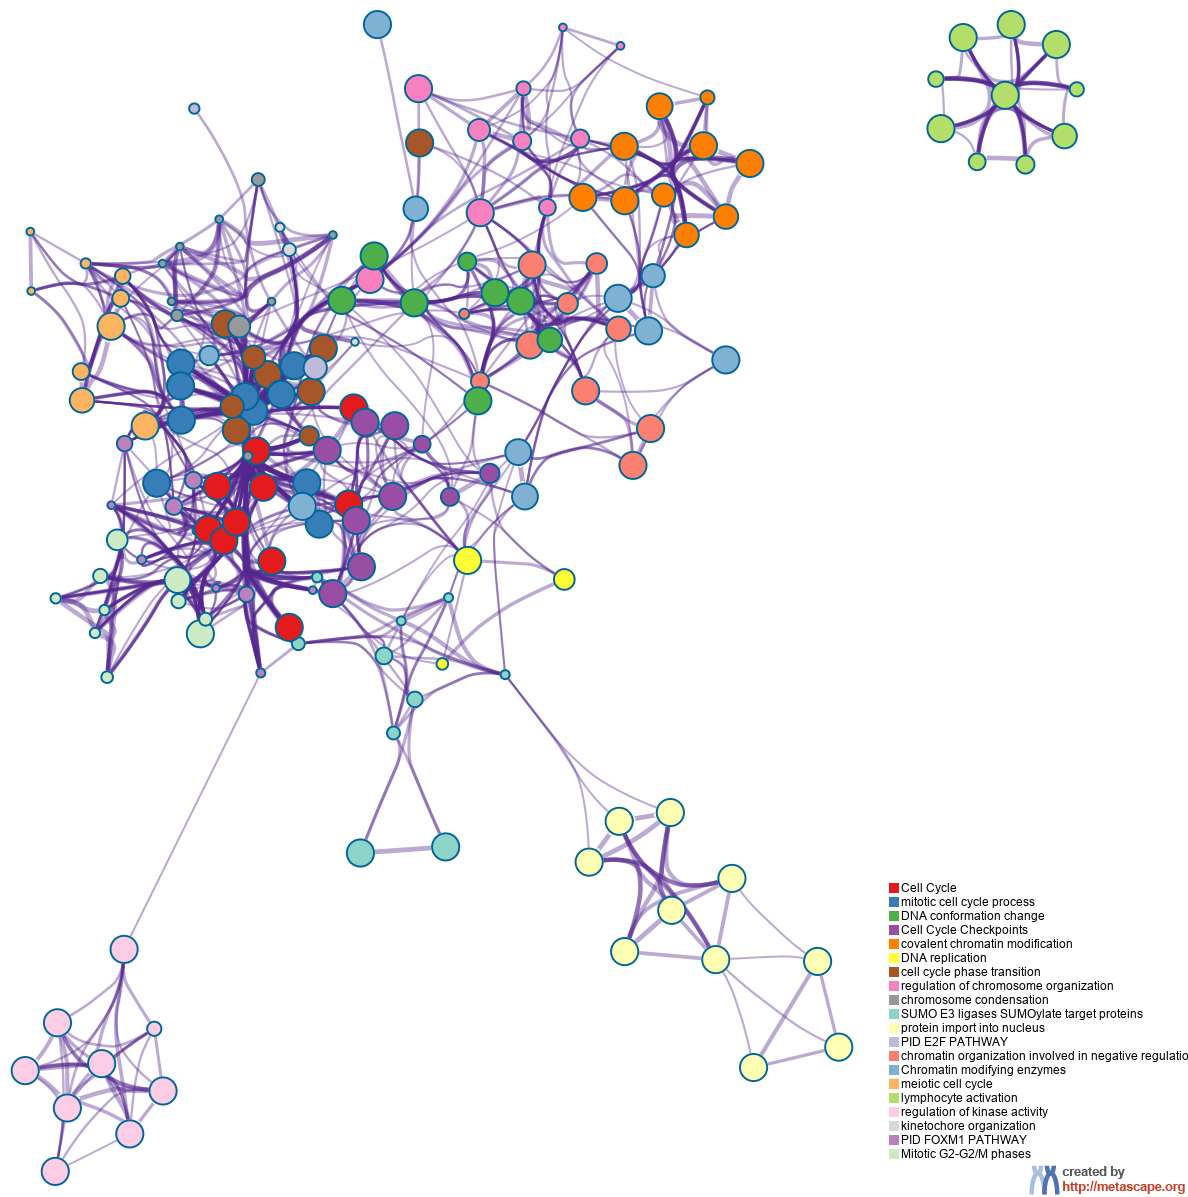 Cell Cycle
mitotic cell cycle process
DNA conformation change
Cell Cycle Checkpoints
covalent chromatin modification
DNA replication
cell cycle phase transition
regulation of chromosome organization
chromosome condensation
SUMO E3 ligases SUMOylate target proteins
protein import into nucleus
PID E2F PATHWAY
chromatin organization involved in negative regulatio
Chromatin modifying enzymes
meiotic cell cycle
lymphocyte activation
regulation of kinase activity
kinetochore organization
PID FOXM1 PATHWAY
Mitotic G2-G2/M phases
created by
http://metascape.org